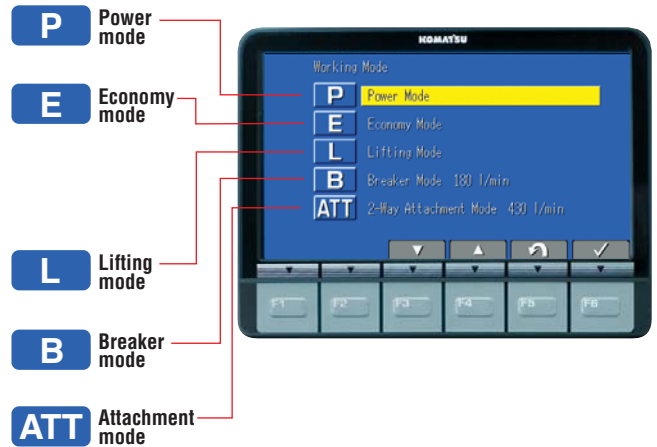 P Power
mode
E Economy
mode
L Lifting
mode
B Breaker
mode
ATT Attachment
mode
KOMATSU
Working Mode
P Power Mode
E Economy Mode
L Lifting Mode
B Breaker Mode 180 l/min
ATT 2-Way Attachment Mode 430 l/min
F1 F2 F3 F4 F5 F6